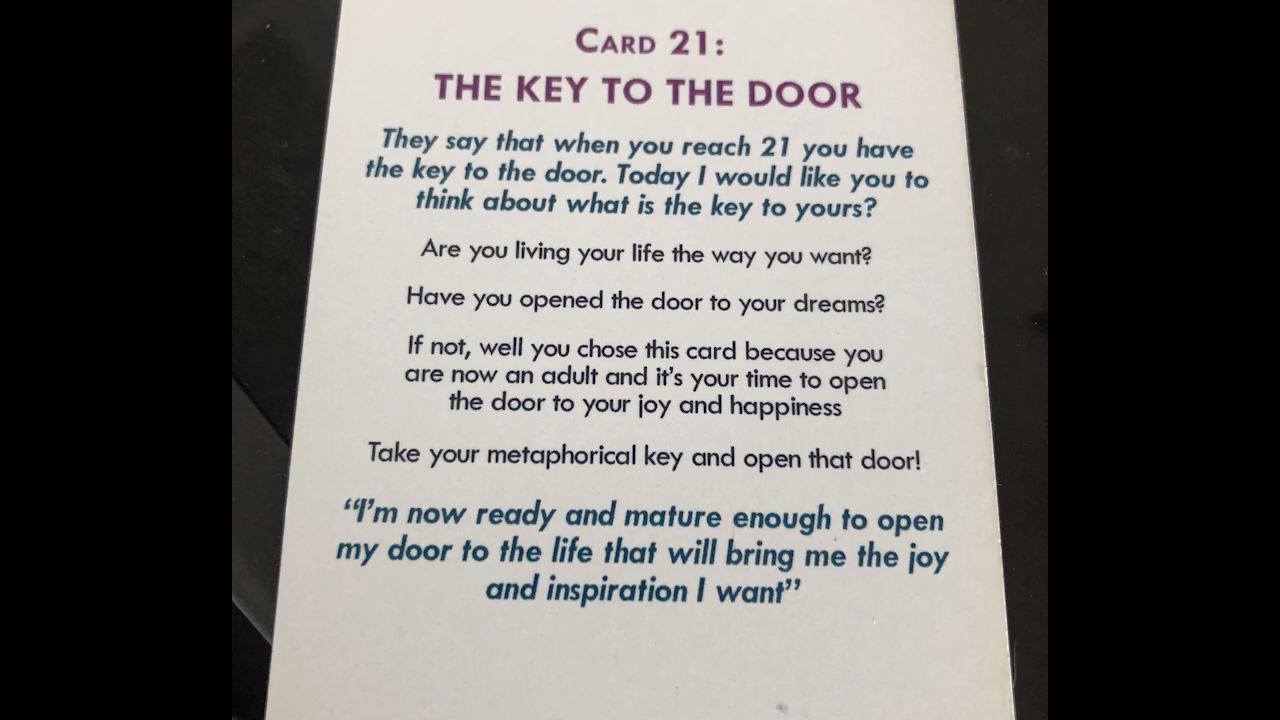 CARD 21:
THE KEY TO THE DOOR
They say that when you reach 21 you have
the key to the door. Today I would like you to
think about what is the key to yours?
Are you living your life the way you want?
Have you opened the door to your dreams?
If not, well you chose this card because you
are now an adult and it's your time to open
the door to your joy and happiness
Take your metaphorical key and open that door!
“I'm now ready and mature enough to open
my door to the life that will bring me the joy
and inspiration I want”